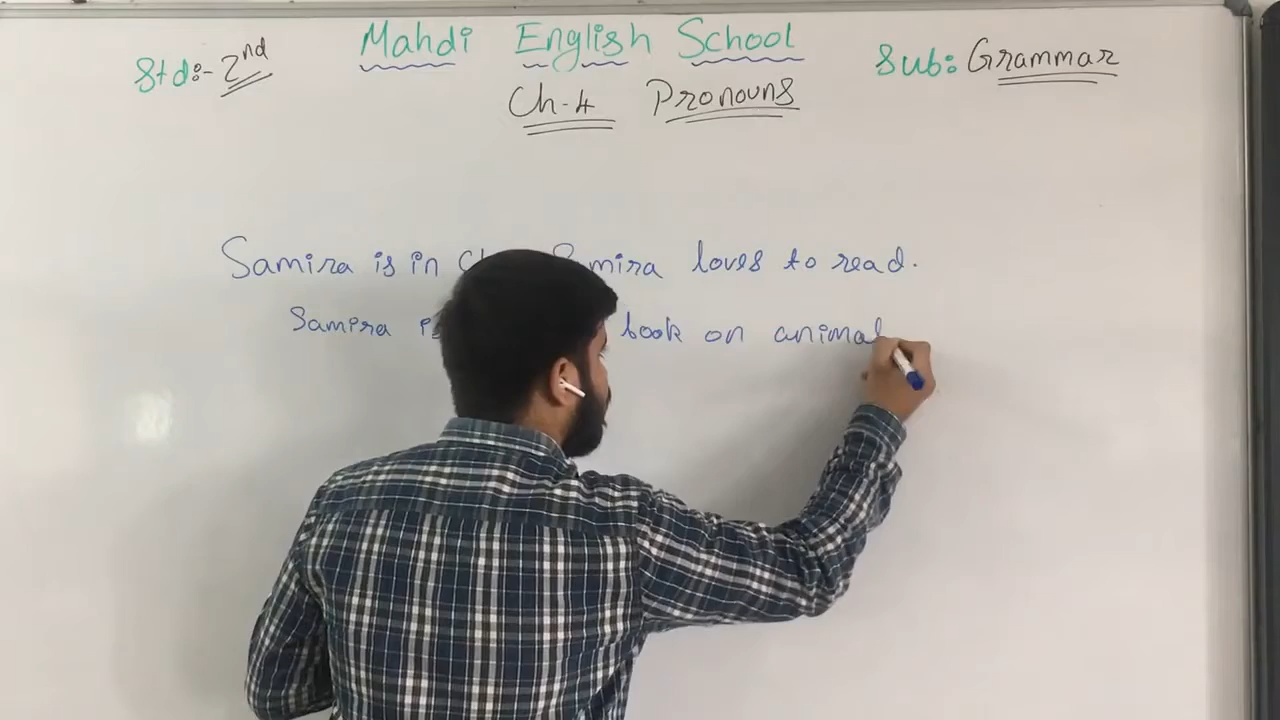 Std:- 2nd Mahdi English School Sub: Grammar
Ch-4 Pronouns
Samira is in Samira loves to read.
Samira book on animal